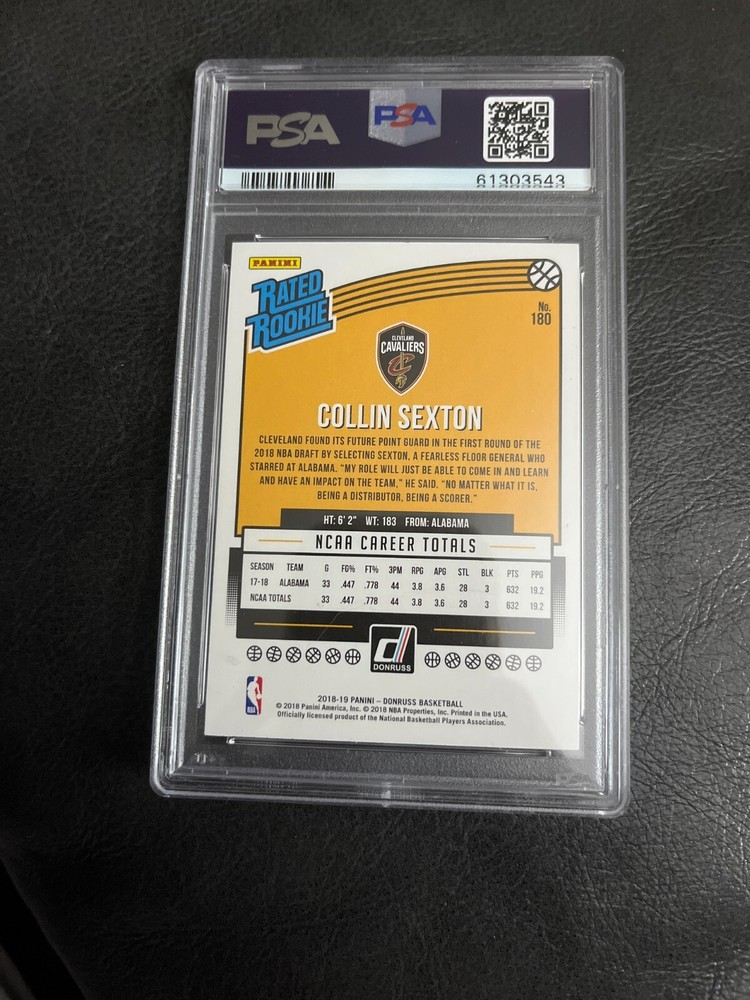 PSA PSA
61303543
PANINI
RATED
ROOKIE
No.
180
CLEVELAND
CAVALIERS
C
COLLIN SEXTON
CLEVELAND FOUND ITS FUTURE POINT GUARD IN THE FIRST ROUND OF THE
2018 NBA DRAFT BY SELECTING SEXTON, A FEARLESS FLOOR GENERAL WHO
STARRED AT ALABAMA. "MY ROLE WILL JUST BE ABLE TO COME IN AND LEARN
AND HAVE AN IMPACT ON THE TEAM," HE SAID. "NO MATTER WHAT IT IS,
BEING A DISTRIBUTOR, BEING A SCORER."
HT: 6' 2" WT: 183 FROM: ALABAMA
NCAA CAREER TOTALS
SEASON TEAM G FG% FT% 3PM RPG APG STL BLK PTS PPG
17-18 ALABAMA 33 .447 .778 44 3.8 3.6 28 3 632 19.2
NCAA TOTALS 33 .447 .778 44 3.8 3.6 28 3 632 19.2
d
DONRUSS
NBA
2018-19 PANINI – DONRUSS BASKETBALL
© 2018 Panini America, Inc. © 2018 NBA Properties, Inc. Printed in the USA.
Officially licensed product of the National Basketball Players Association.
PSA